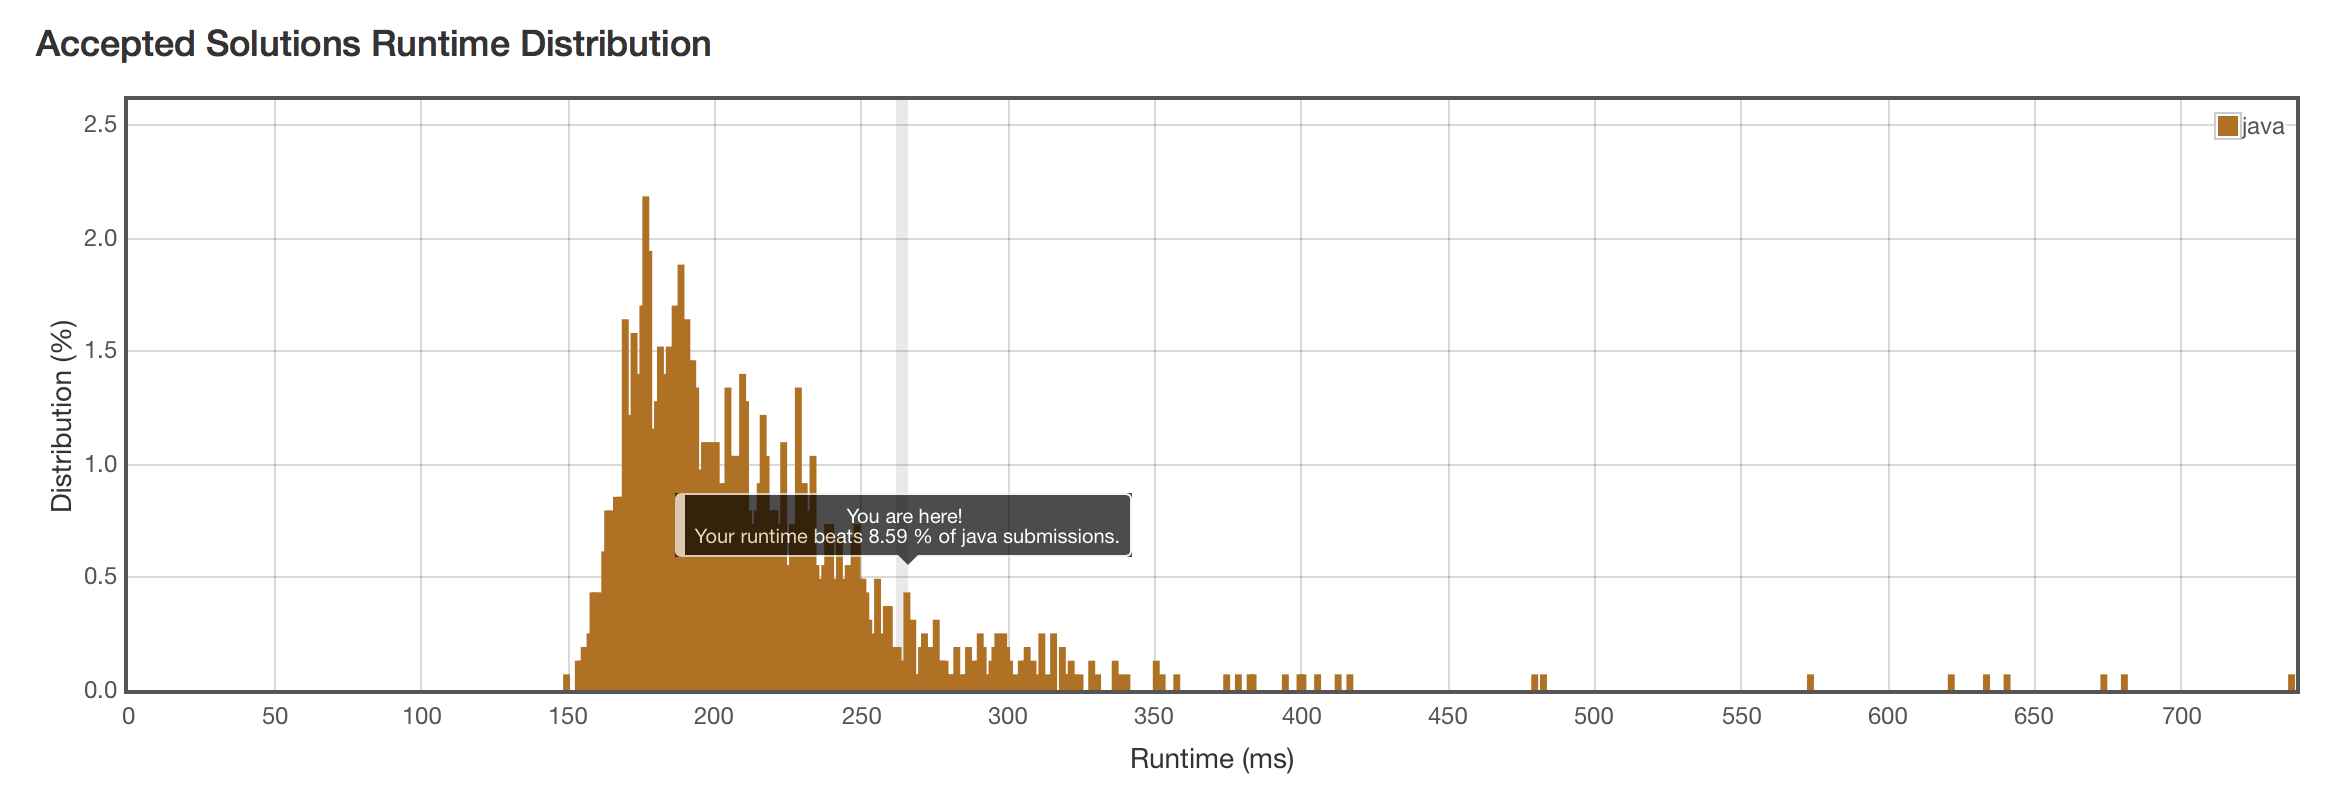 Accepted Solutions Runtime Distribution
2.5
java
2.0
Distribution (%)
1.5
1.0
You are here!
Your runtime beats 8.59 % of java submissions.
0.5
0.0
0 50 100 150 200 250 300 350 400 450 500 550 600 650 700
Runtime (ms)